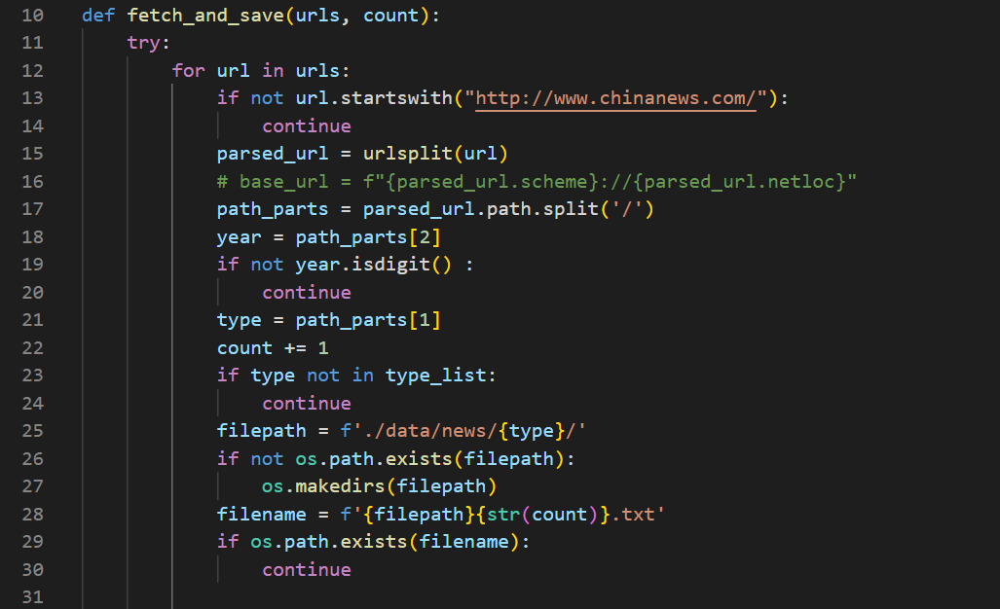 10 def fetch_and_save(urls, count):
11     try:
12         for url in urls:
13             if not url.startswith("http://www.chinanews.com/"):
14                 continue
15             parsed_url = urlsplit(url)
16             # base_url = f"{parsed_url.scheme}://{parsed_url.netloc}"
17             path_parts = parsed_url.path.split('/')
18             year = path_parts[2]
19             if not year.isdigit() :
20                 continue
21             type = path_parts[1]
22             count += 1
23             if type not in type_list:
24                 continue
25             filepath = f'./data/news/{type}/'
26             if not os.path.exists(filepath):
27                 os.makedirs(filepath)
28             filename = f'{filepath}{str(count)}.txt'
29             if os.path.exists(filename):
30                 continue
31